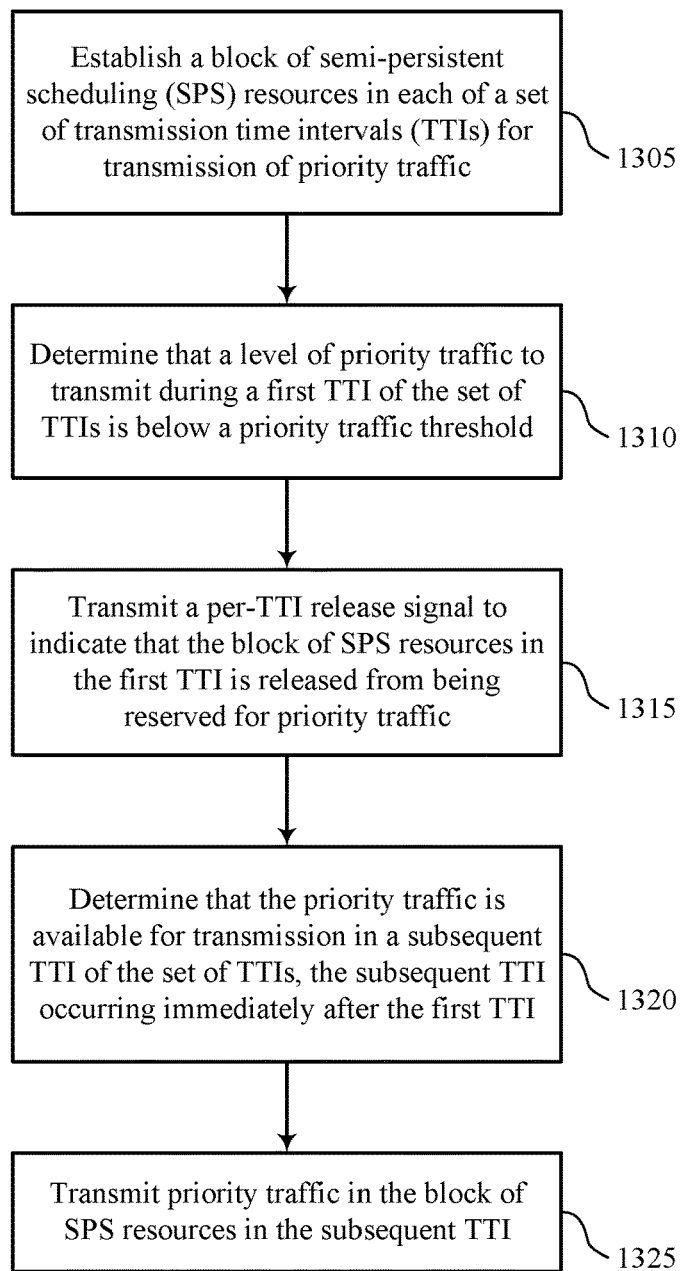 Establish a block of semi-persistent
scheduling (SPS) resources in each of a set
of transmission time intervals (TTIs) for
transmission of priority traffic
1305
Determine that a level of priority traffic to
transmit during a first TTI of the set of
TTIs is below a priority traffic threshold
1310
Transmit a per-TTI release signal to
indicate that the block of SPS resources in
the first TTI is released from being
reserved for priority traffic
1315
Determine that the priority traffic is
available for transmission in a subsequent
TTI of the set of TTIs, the subsequent TTI
occurring immediately after the first TTI
1320
Transmit priority traffic in the block of
SPS resources in the subsequent TTI
1325